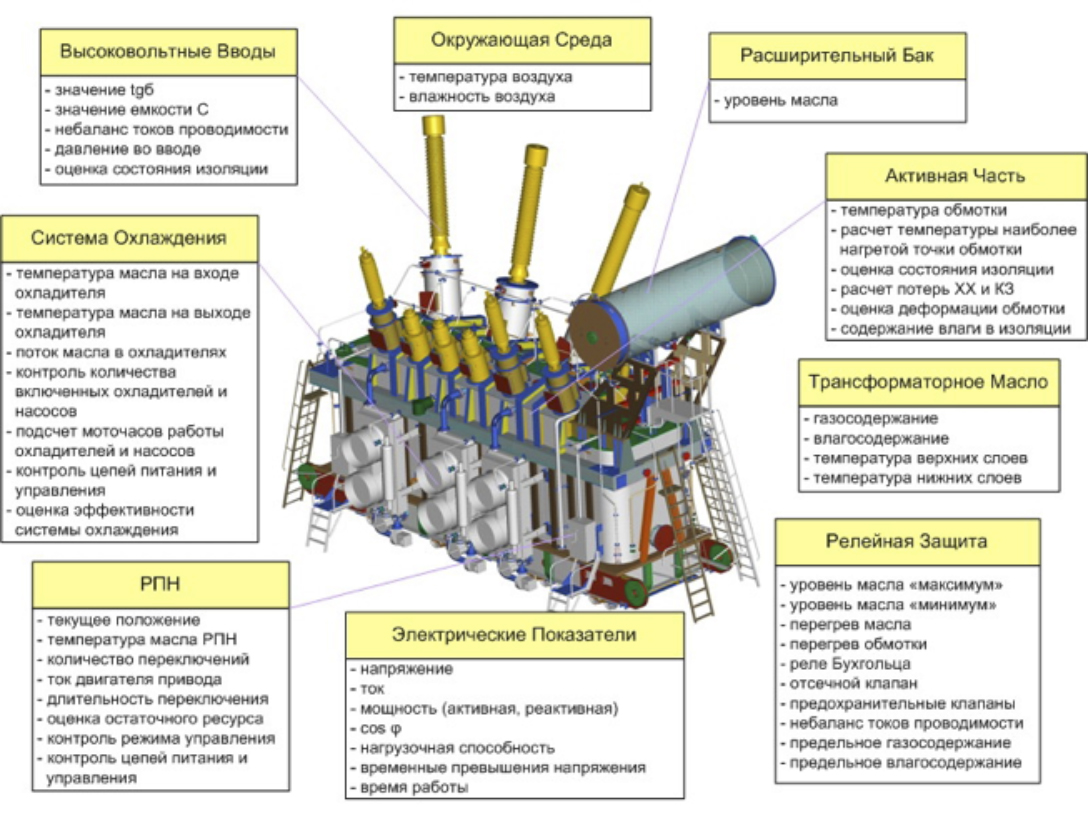 Высоковольтные Вводы
- значение tgб
- значение емкости С
- небаланс токов проводимости
- давление во вводе
- оценка состояния изоляции
Окружающая Среда
- температура воздуха
- влажность воздуха
Расширительный Бак
- уровень масла
Активная Часть
- температура обмотки
- расчет температуры наиболее
нагретой точки обмотки
- оценка состояния изоляции
- расчет потерь ХХ и КЗ
- оценка деформации обмотки
- содержание влаги в изоляции
Система Охлаждения
- температура масла на входе
охладителя
- температура масла на выходе
охладителя
- поток масла в охладителях
- контроль количества
включенных охладителей и
насосов
- подсчет моточасов работы
охладителей и насосов
- контроль цепей питания и
управления
- оценка эффективности
системы охлаждения
Трансформаторное Масло
- газосодержание
- влагосодержание
- температура верхних слоев
- температура нижних слоев
Релейная Защита
- уровень масла «максимум»
- уровень масла «минимум»
- перегрев масла
- перегрев обмотки
- реле Бухгольца
- отсечной клапан
- предохранительные клапаны
- небаланс токов проводимости
- предельное газосодержание
- предельное влагосодержание
РПН
- текущее положение
- температура масла РПН
- количество переключений
- ток двигателя привода
- длительность переключения
- оценка остаточного ресурса
- контроль режима управления
- контроль цепей питания и
управления
Электрические Показатели
- напряжение
- ток
- мощность (активная, реактивная)
- cos φ
- нагрузочная способность
- временные превышения напряжения
- время работы